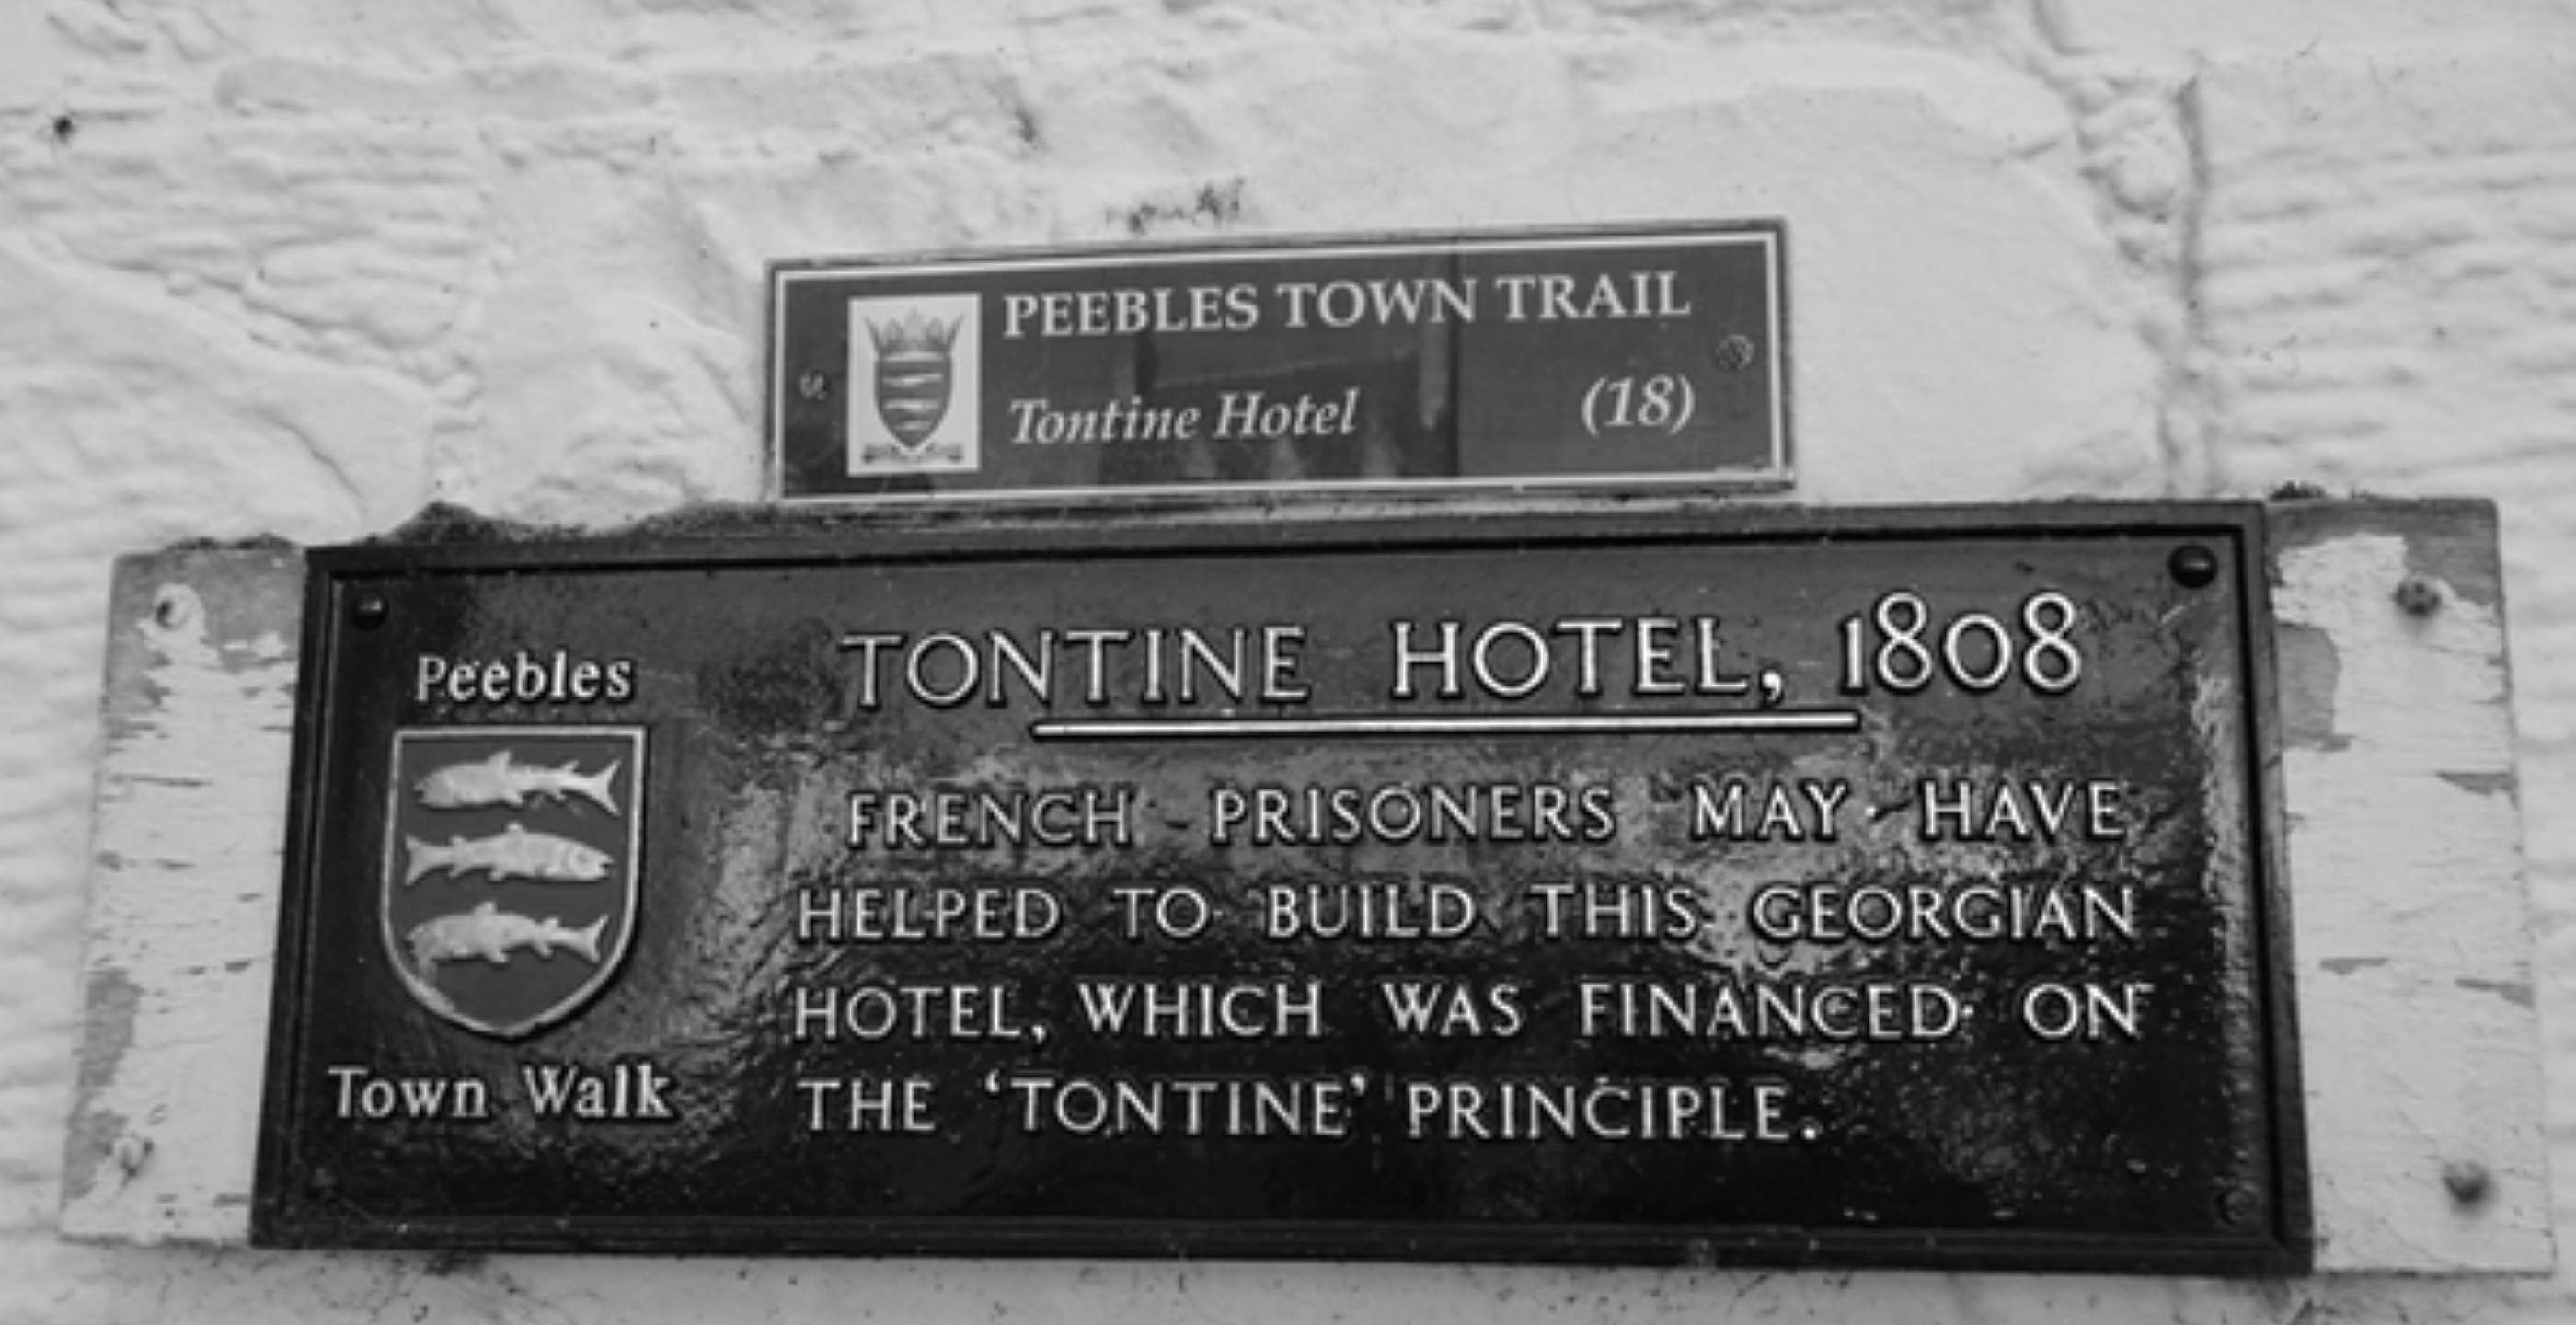 PEEBLES TOWN TRAIL
Tontine Hotel (18)
Peebles
Town Walk
TONTINE HOTEL, 1808
FRENCH PRISONERS MAY HAVE
HELPED TO BUILD THIS GEORGIAN
HOTEL, WHICH WAS FINANCED ON
THE ‘TONTINE’ PRINCIPLE.